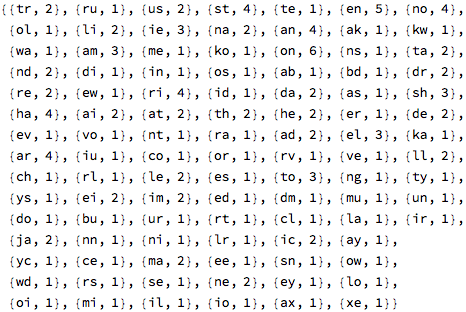 {{tr, 2}, {ru, 1}, {us, 2}, {st, 4}, {te, 1}, {en, 5}, {no, 4},
{ol, 1}, {li, 2}, {ie, 3}, {na, 2}, {an, 4}, {ak, 1}, {kw, 1},
{wa, 1}, {am, 3}, {me, 1}, {ko, 1}, {on, 6}, {ns, 1}, {ta, 2},
{nd, 2}, {di, 1}, {in, 1}, {os, 1}, {ab, 1}, {bd, 1}, {dr, 2},
{re, 2}, {ew, 1}, {ri, 4}, {id, 1}, {da, 2}, {as, 1}, {sh, 3},
{ha, 4}, {ai, 2}, {at, 2}, {th, 2}, {he, 2}, {er, 1}, {de, 2},
{ev, 1}, {vo, 1}, {nt, 1}, {ra, 1}, {ad, 2}, {el, 3}, {ka, 1},
{ar, 4}, {iu, 1}, {co, 1}, {or, 1}, {rv, 1}, {ve, 1}, {ll, 2},
{ch, 1}, {rl, 1}, {le, 2}, {es, 1}, {to, 3}, {ng, 1}, {ty, 1},
{ys, 1}, {ei, 2}, {im, 2}, {ed, 1}, {dm, 1}, {mu, 1}, {un, 1},
{do, 1}, {bu, 1}, {ur, 1}, {rt, 1}, {cl, 1}, {la, 1}, {ir, 1},
{ja, 2}, {nn, 1}, {ni, 1}, {lr, 1}, {ic, 2}, {ay, 1},
{yc, 1}, {ce, 1}, {ma, 2}, {ee, 1}, {sn, 1}, {ow, 1},
{wd, 1}, {rs, 1}, {se, 1}, {ne, 2}, {ey, 1}, {lo, 1},
{oi, 1}, {mi, 1}, {il, 1}, {io, 1}, {ax, 1}, {xe, 1}}